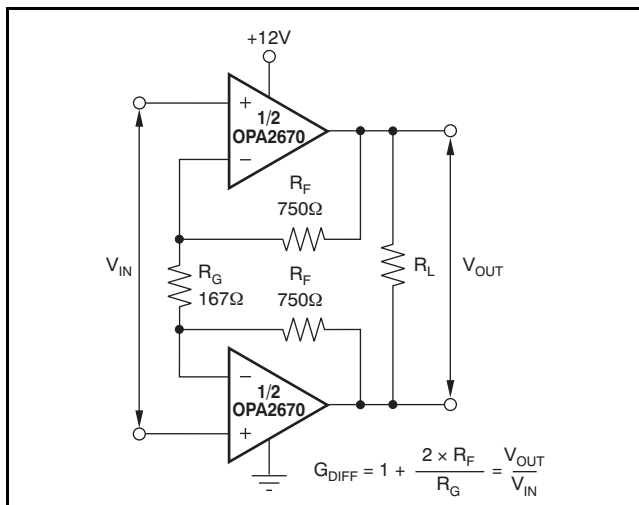 +12V
+
1/2
OPA2670
−
R_F
750Ω
V_IN
R_G
167Ω
R_F
750Ω
R_L
V_OUT
−
1/2
OPA2670
+
G_DIFF = 1 + 2 × R_F / R_G = V_OUT / V_IN